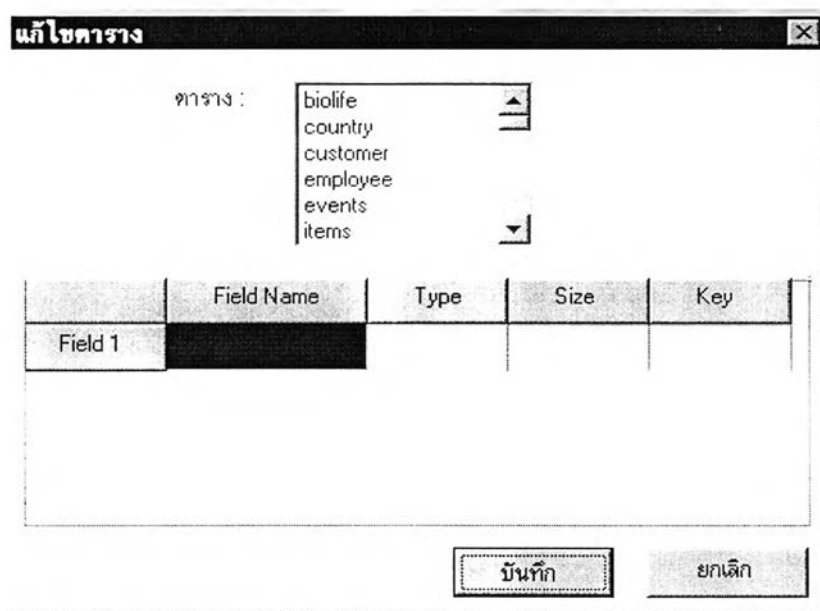 แก้ไขตาราง
ตาราง :
biolife
country
customer
employee
events
items
Field Name Type Size Key
Field 1
บันทึก ยกเลิก